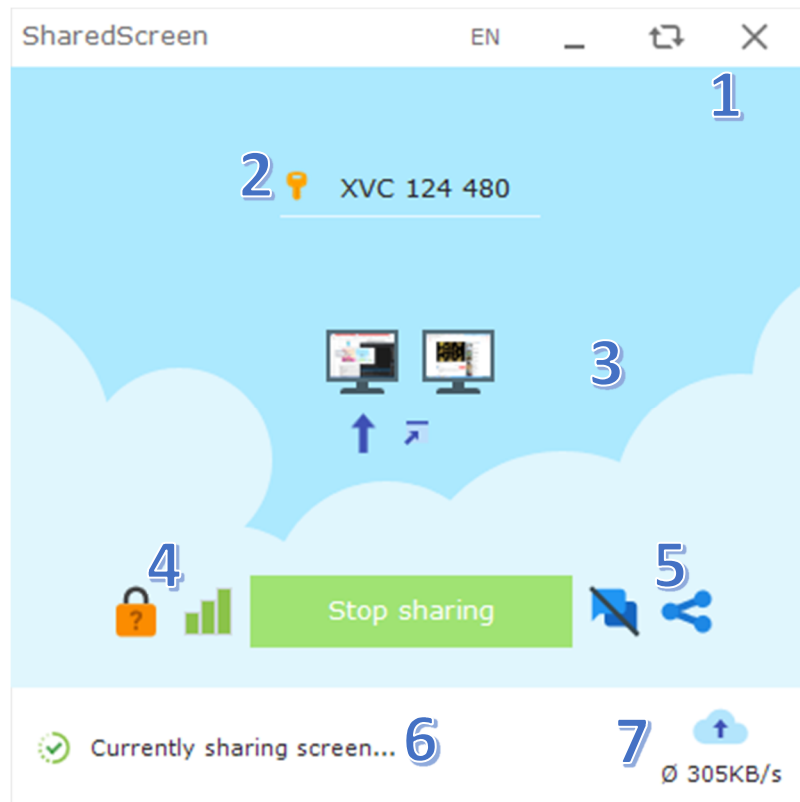 SharedScreen EN
1
2 XVC 124 480
3
4 5
? Stop sharing
Currently sharing screen... 6
7
Ø 305KB/s